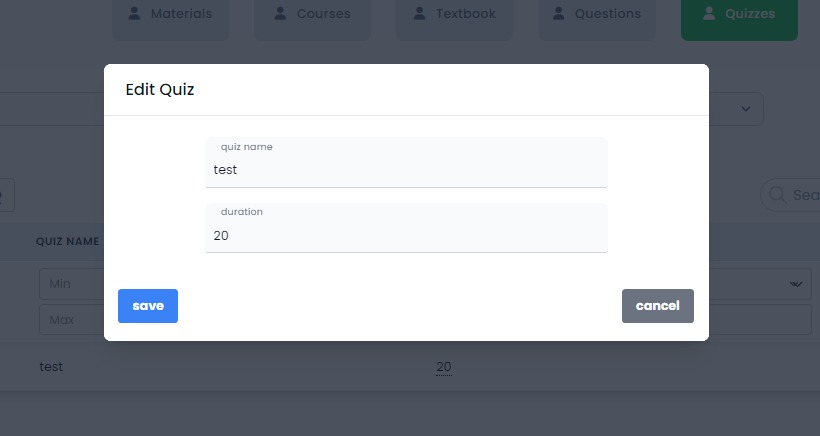 Materials
Courses
Textbook
Questions
Quizzes
Edit Quiz
quiz name
test
duration
20
save
cancel
QUIZ NAME
Min
Max
test
20